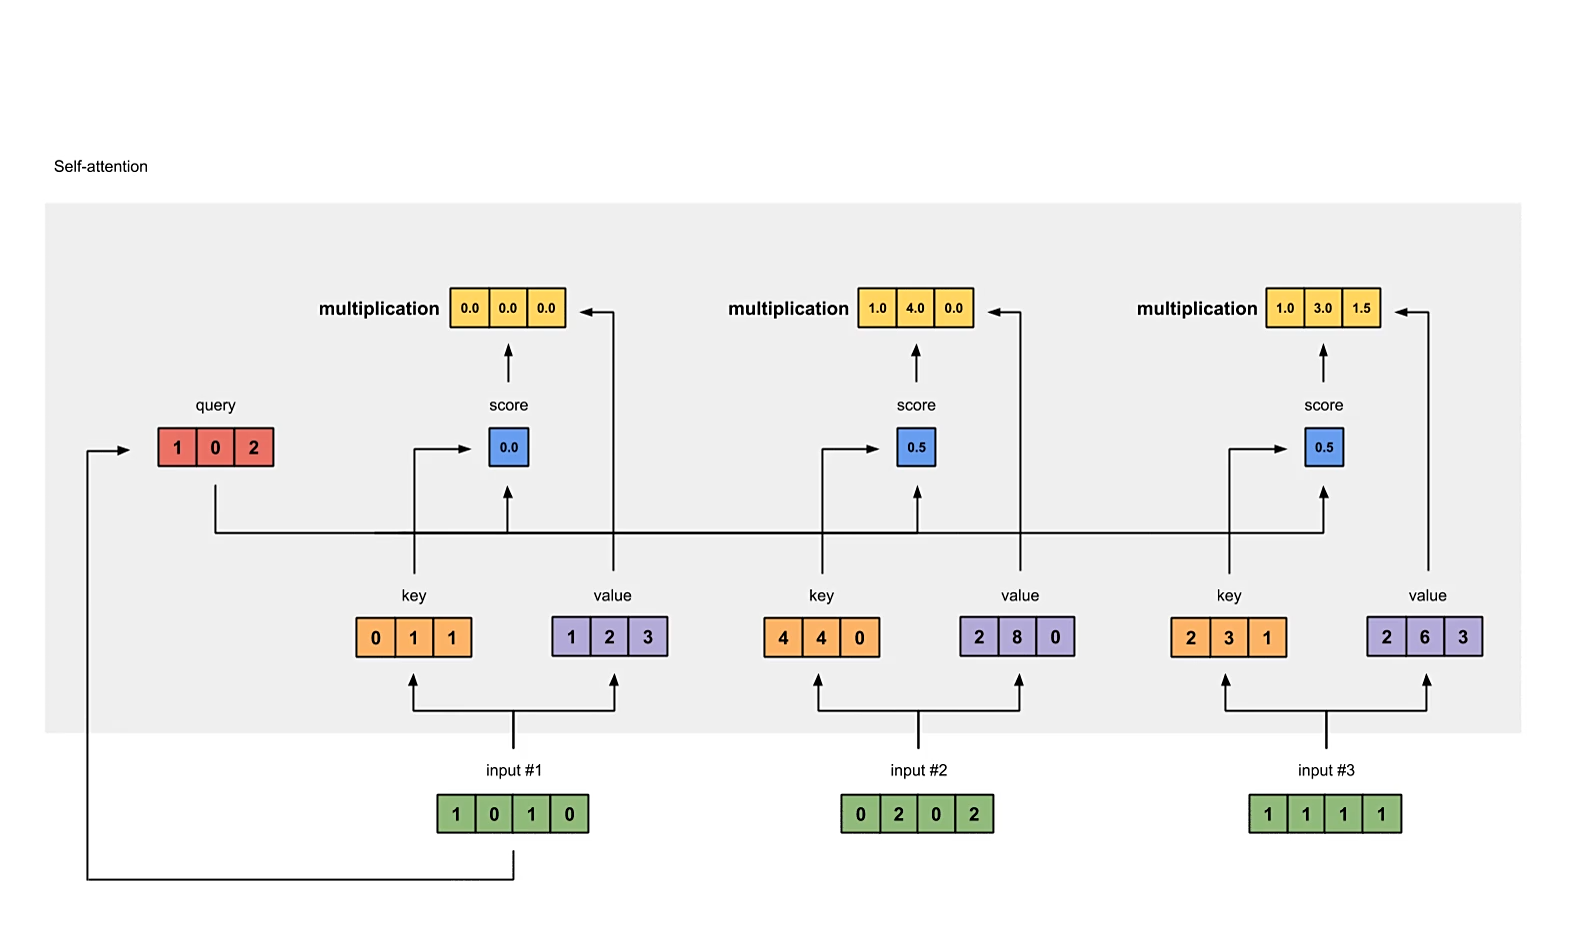 Self-attention
multiplication 0.0 0.0 0.0
multiplication 1.0 4.0 0.0
multiplication 1.0 3.0 1.5
query
score
score
score
1 0 2
0.0
0.5
0.5
key
value
key
value
key
value
0 1 1
1 2 3
4 4 0
2 8 0
2 3 1
2 6 3
input #1
input #2
input #3
1 0 1 0
0 2 0 2
1 1 1 1